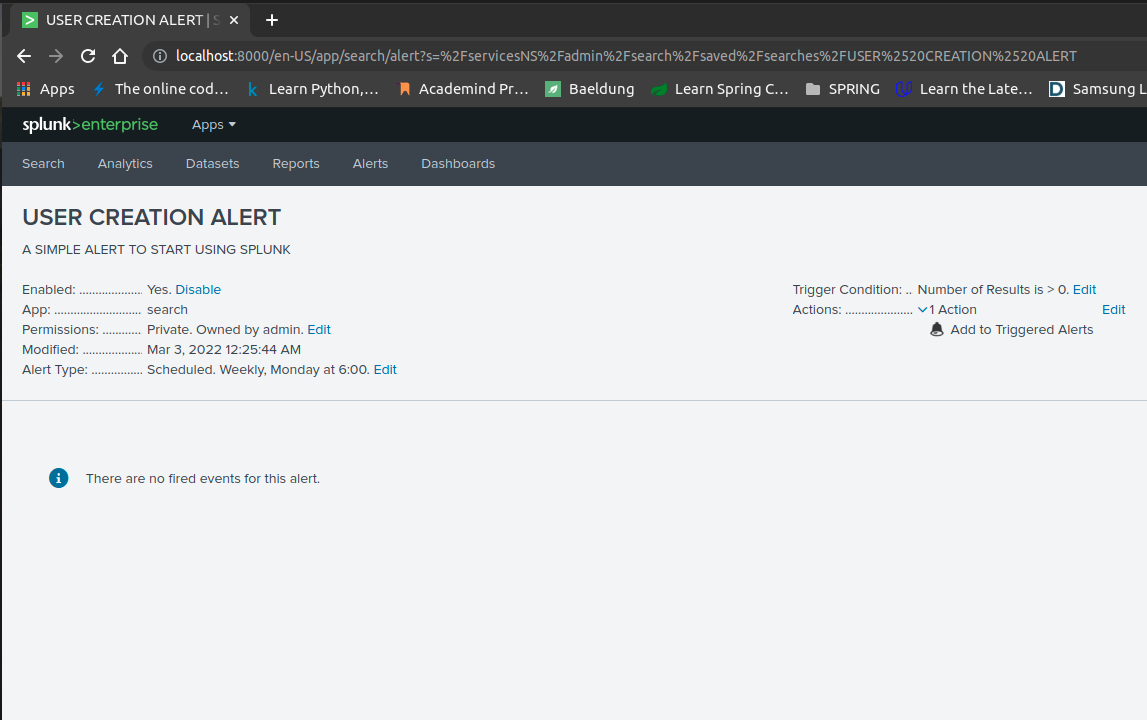 USER CREATION ALERT | S
localhost:8000/en-US/app/search/alert?s=%2FservicesNS%2Fadmin%2Fsearch%2Fsaved%2Fsearches%2FUSER%2520CREATION%2520ALERT
Apps The online cod... Learn Python,... Academind Pr... Baeldung Learn Spring C... SPRING Learn the Late... Samsung L
splunk>enterprise Apps
Search Analytics Datasets Reports Alerts Dashboards
USER CREATION ALERT
A SIMPLE ALERT TO START USING SPLUNK
Enabled: ................... Yes. Disable Trigger Condition: .. Number of Results is > 0. Edit
App: .......................... search Actions: ..................... 1 Action Edit
Permissions: ............ Private. Owned by admin. Edit Add to Triggered Alerts
Modified: .................. Mar 3, 2022 12:25:44 AM
Alert Type: ................ Scheduled. Weekly, Monday at 6:00. Edit
There are no fired events for this alert.